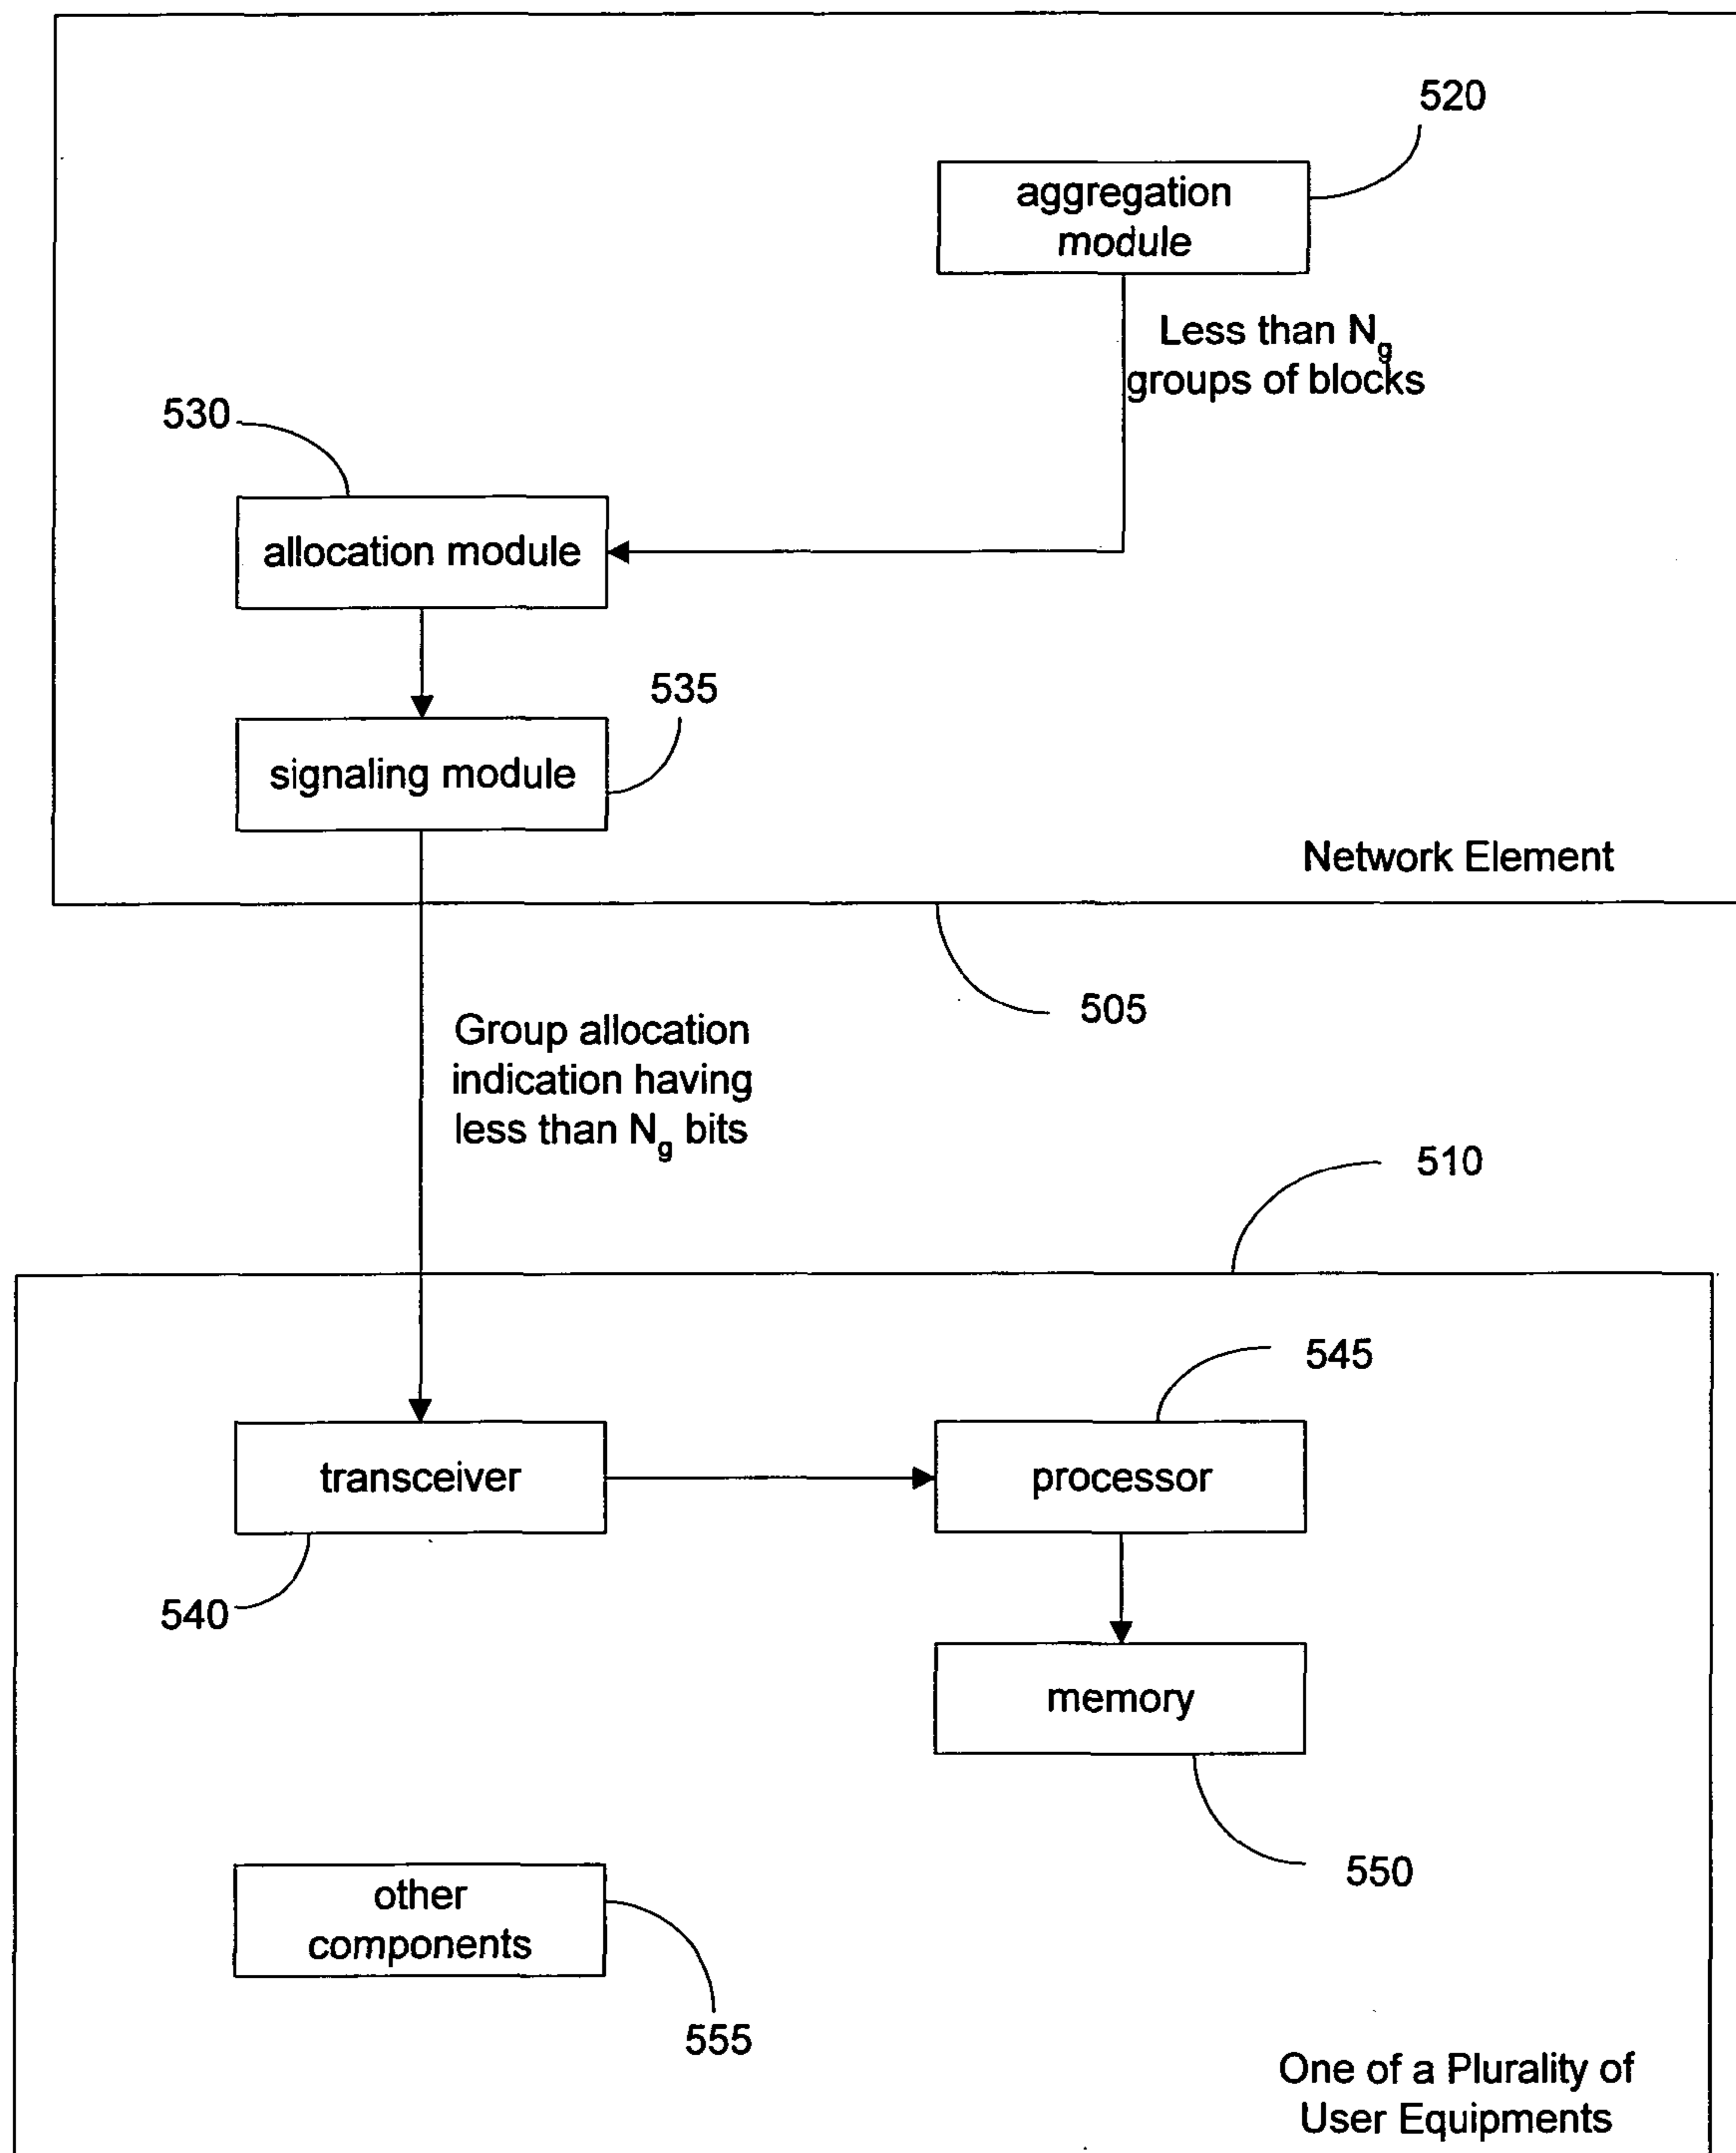 520
aggregation
module
Less than Ng
groups of blocks
530
allocation module
535
signaling module
Network Element
505
Group allocation
indication having
less than Ng bits
510
545
transceiver
processor
540
memory
550
other
components
555
One of a Plurality of
User Equipments